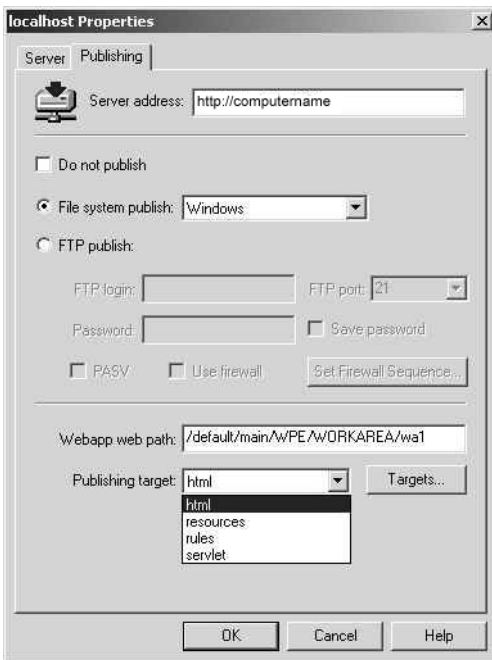 localhost Properties
Server Publishing
Server address: http://computername
Do not publish
File system publish: Windows
FTP publish:
FTP login: FTP port: 21
Password: Save password
PASV Use firewall Set Firewall Sequence...
Webapp web path: /default/main/WPE/WORKAREA/wa1
Publishing target: html Targets...
html
resources
rules
servlet
OK Cancel Help